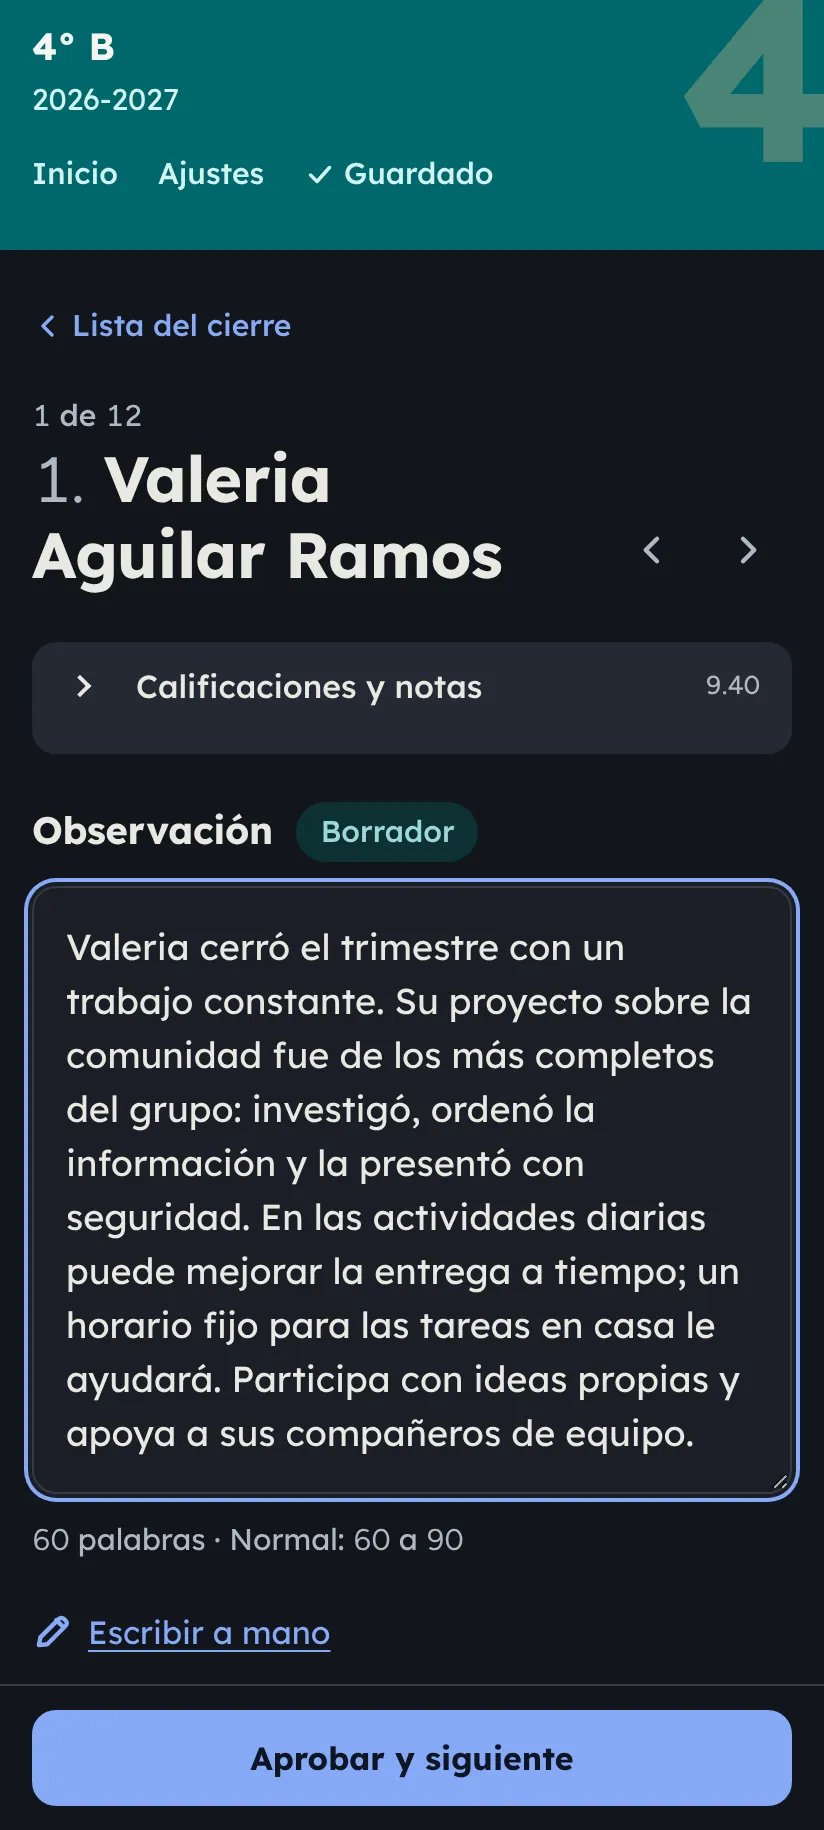 4° B
4
2026-2027
Inicio Ajustes ✓ Guardado
Lista del cierre
1 de 12
1. Valeria
Aguilar Ramos
Calificaciones y notas 9.40
Observación Borrador
Valeria cerró el trimestre con un
trabajo constante. Su proyecto sobre la
comunidad fue de los más completos
del grupo: investigó, ordenó la
información y la presentó con
seguridad. En las actividades diarias
puede mejorar la entrega a tiempo; un
horario fijo para las tareas en casa le
ayudará. Participa con ideas propias y
apoya a sus compañeros de equipo.
60 palabras · Normal: 60 a 90
Escribir a mano
Aprobar y siguiente